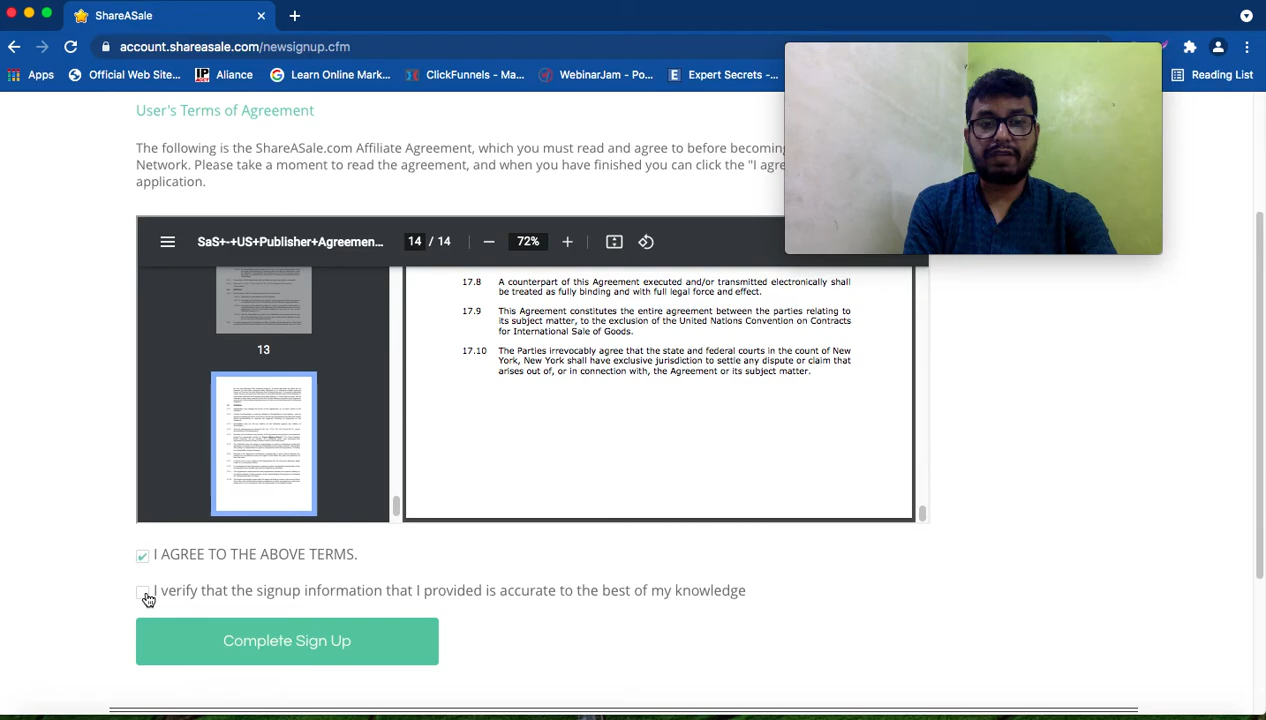 ShareASale
account.shareasale.com/newsignup.cfm
Apps
Official Web Site...
Aliance
Learn Online Mark...
ClickFunnels - Ma...
WebinarJam - Po...
Expert Secrets -...
Reading List
User's Terms of Agreement
The following is the ShareASale.com Affiliate Agreement, which you must read and agree to before becoming
Network. Please take a moment to read the agreement, and when you have finished you can click the "I agre
application.
SaS+-+US+Publisher+Agreemen...
14 / 14
72%
17.8 A counterpart of this Agreement executed and/or transmitted electronically shall
be treated as fully binding and with full legal force and effect.
17.9 This Agreement constitutes the entire agreement between the parties relating to
its subject matter, to the exclusion of the United Nations Convention on Contracts
for International Sale of Goods.
17.10 The Parties irrevocably agree that the state and federal courts in the count of New
York, New York shall have exclusive jurisdiction to settle any dispute or claim that
arises out of, or in connection with, the Agreement or its subject matter.
13
I AGREE TO THE ABOVE TERMS.
I verify that the signup information that I provided is accurate to the best of my knowledge
Complete Sign Up